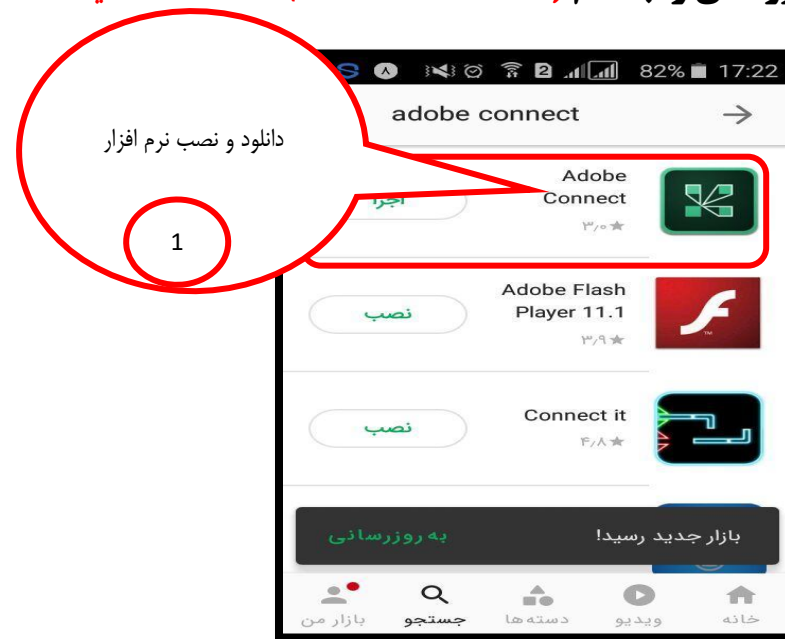 82% 17:22
adobe connect
دانلود و نصب نرم افزار
1
Adobe
Connect
اجرا
۳٫۰
Adobe Flash
Player 11.1
نصب
۳٫۹
Connect it
نصب
۴٫۸
بازار جدید رسید!
به روزرسانی
خانه
ویدیو
دسته ها
جستجو
بازار من